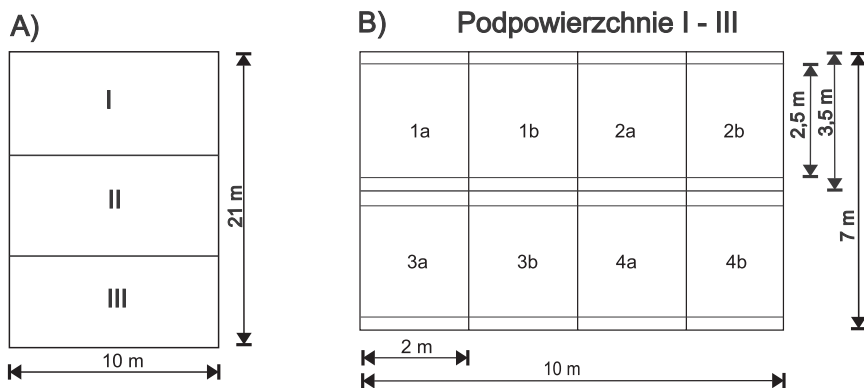 A)
I
II
III
21 m
10 m
B) Podpowierzchnie I - III
1a 1b 2a 2b
3a 3b 4a 4b
2,5 m
3,5 m
7 m
2 m
10 m